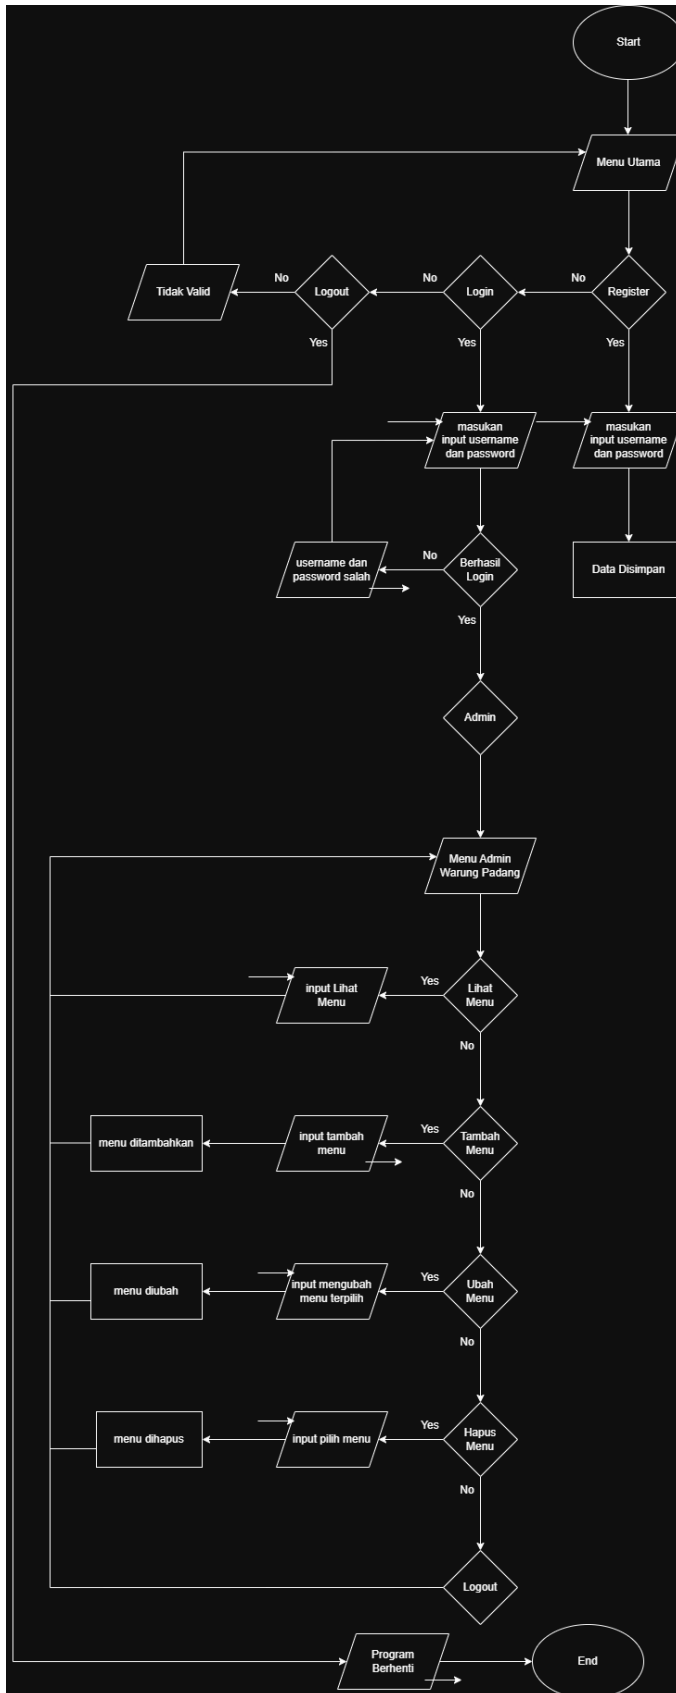 Start
Menu Utama
Tidak Valid
No
Logout
No
Login
No
Register
Yes
Yes
Yes
masukan
input username
dan password
masukan
input username
dan password
username dan
password salah
No
Berhasil
Login
Data Disimpan
Yes
Admin
Menu Admin
Warung Padang
input Lihat
Menu
Yes
Lihat
Menu
No
menu ditambahkan
input tambah
menu
Yes
Tambah
Menu
No
menu diubah
input mengubah
menu terpilih
Yes
Ubah
Menu
No
menu dihapus
input pilih menu
Yes
Hapus
Menu
No
Logout
Program
Berhenti
End